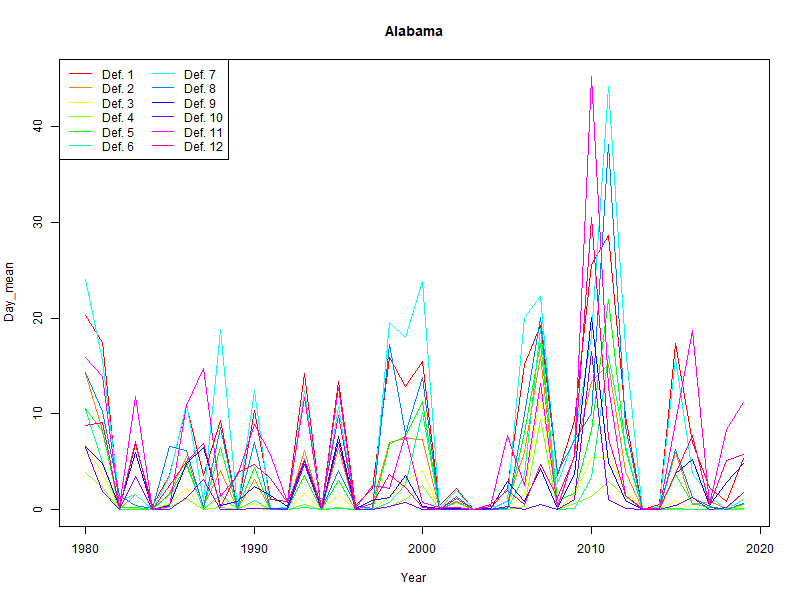 Alabama
Def. 1 Def. 7
Def. 2 Def. 8
Def. 3 Def. 9
Def. 4 Def. 10
Def. 5 Def. 11
Def. 6 Def. 12
Day_mean
40
30
20
10
0
1980 1990 2000 2010 2020
Year